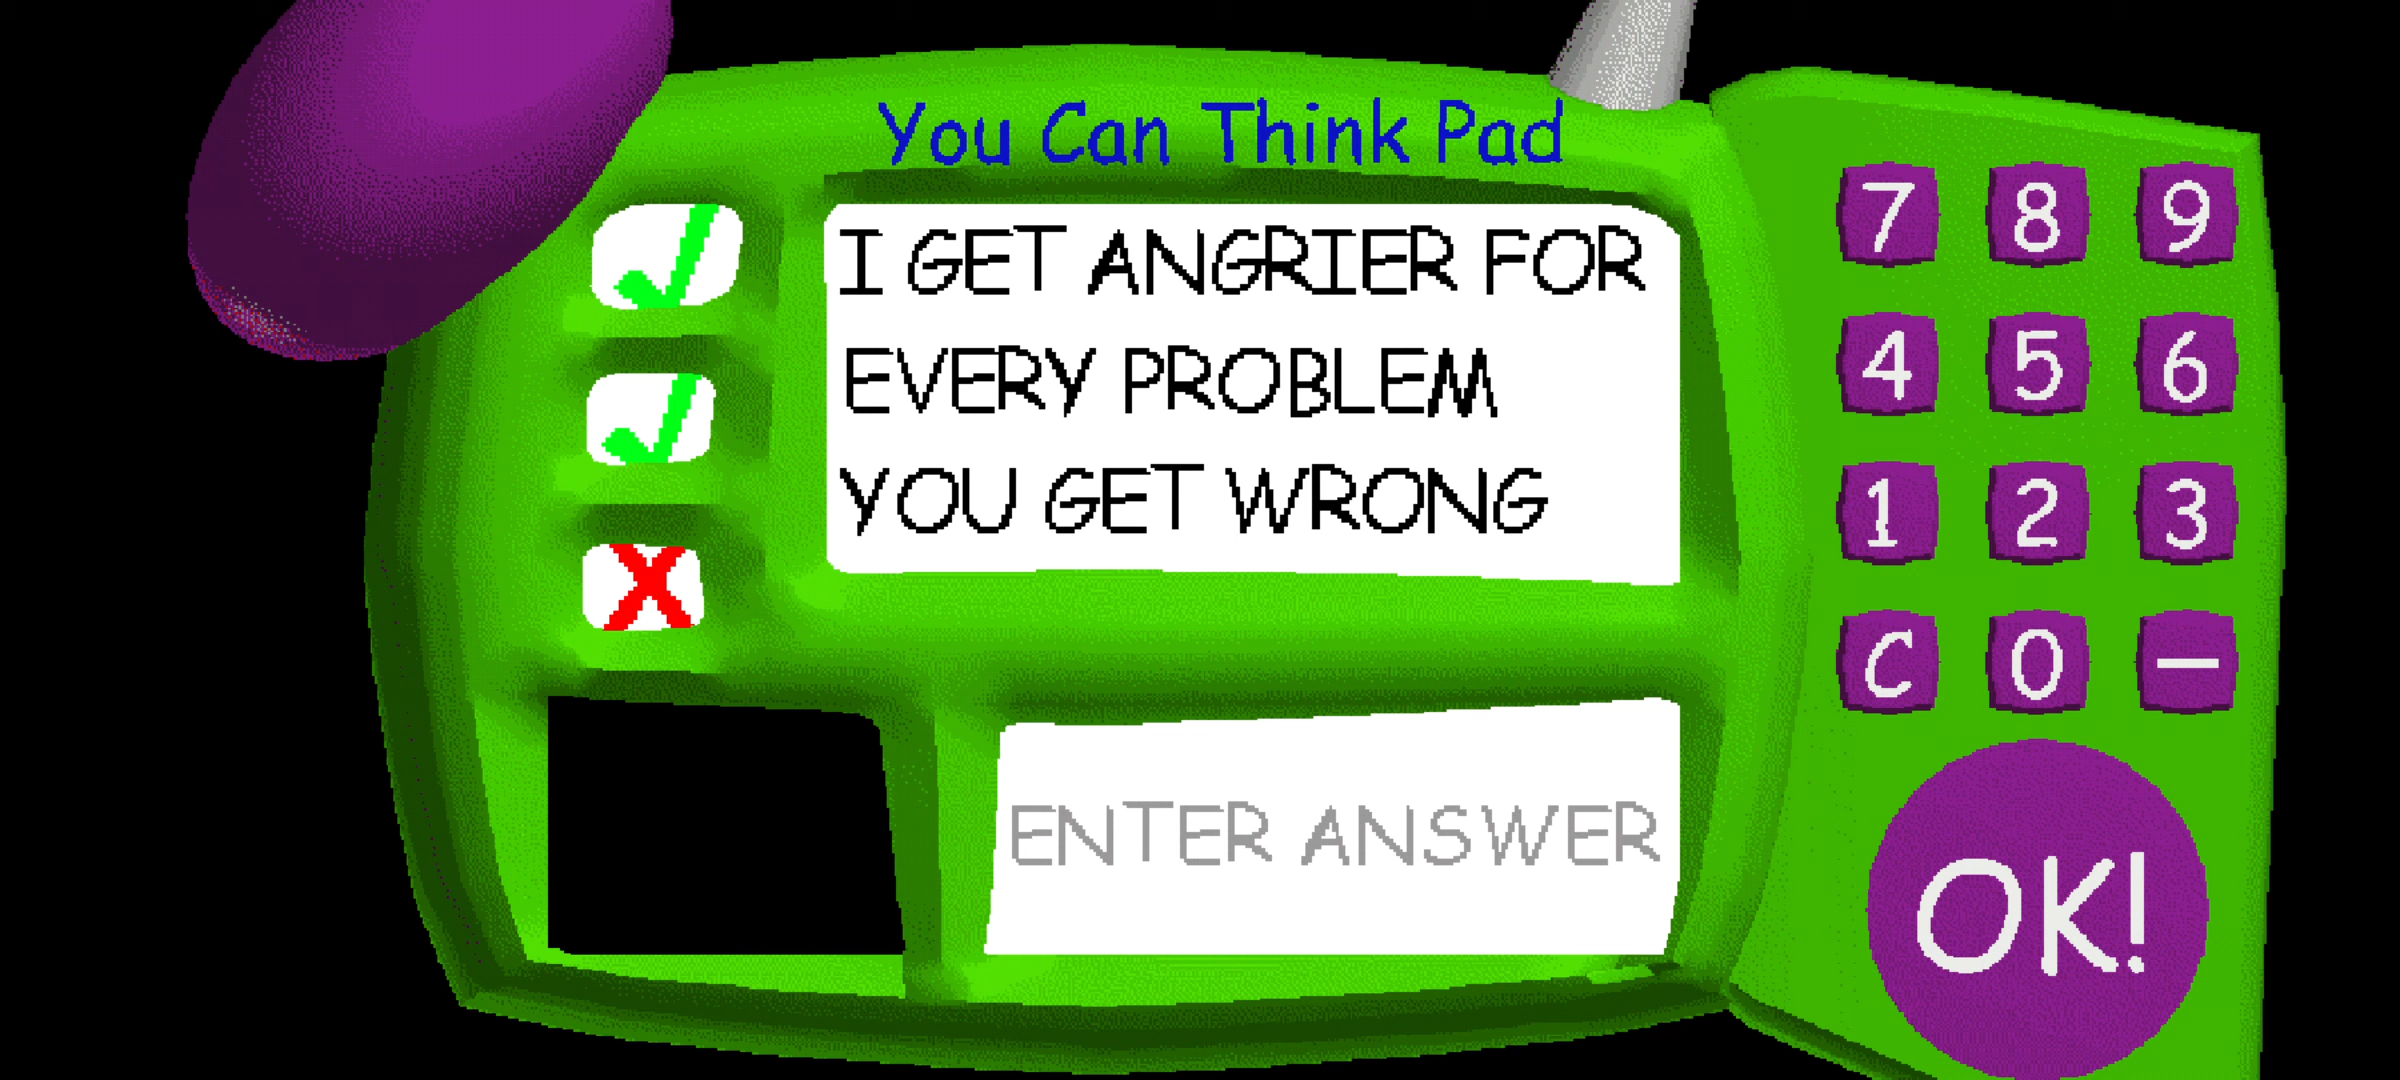 You Can Think Pad
I GET ANGRIER FOR
EVERY PROBLEM
YOU GET WRONG
ENTER ANSWER
7 8 9
4 5 6
1 2 3
C 0 —
OK!